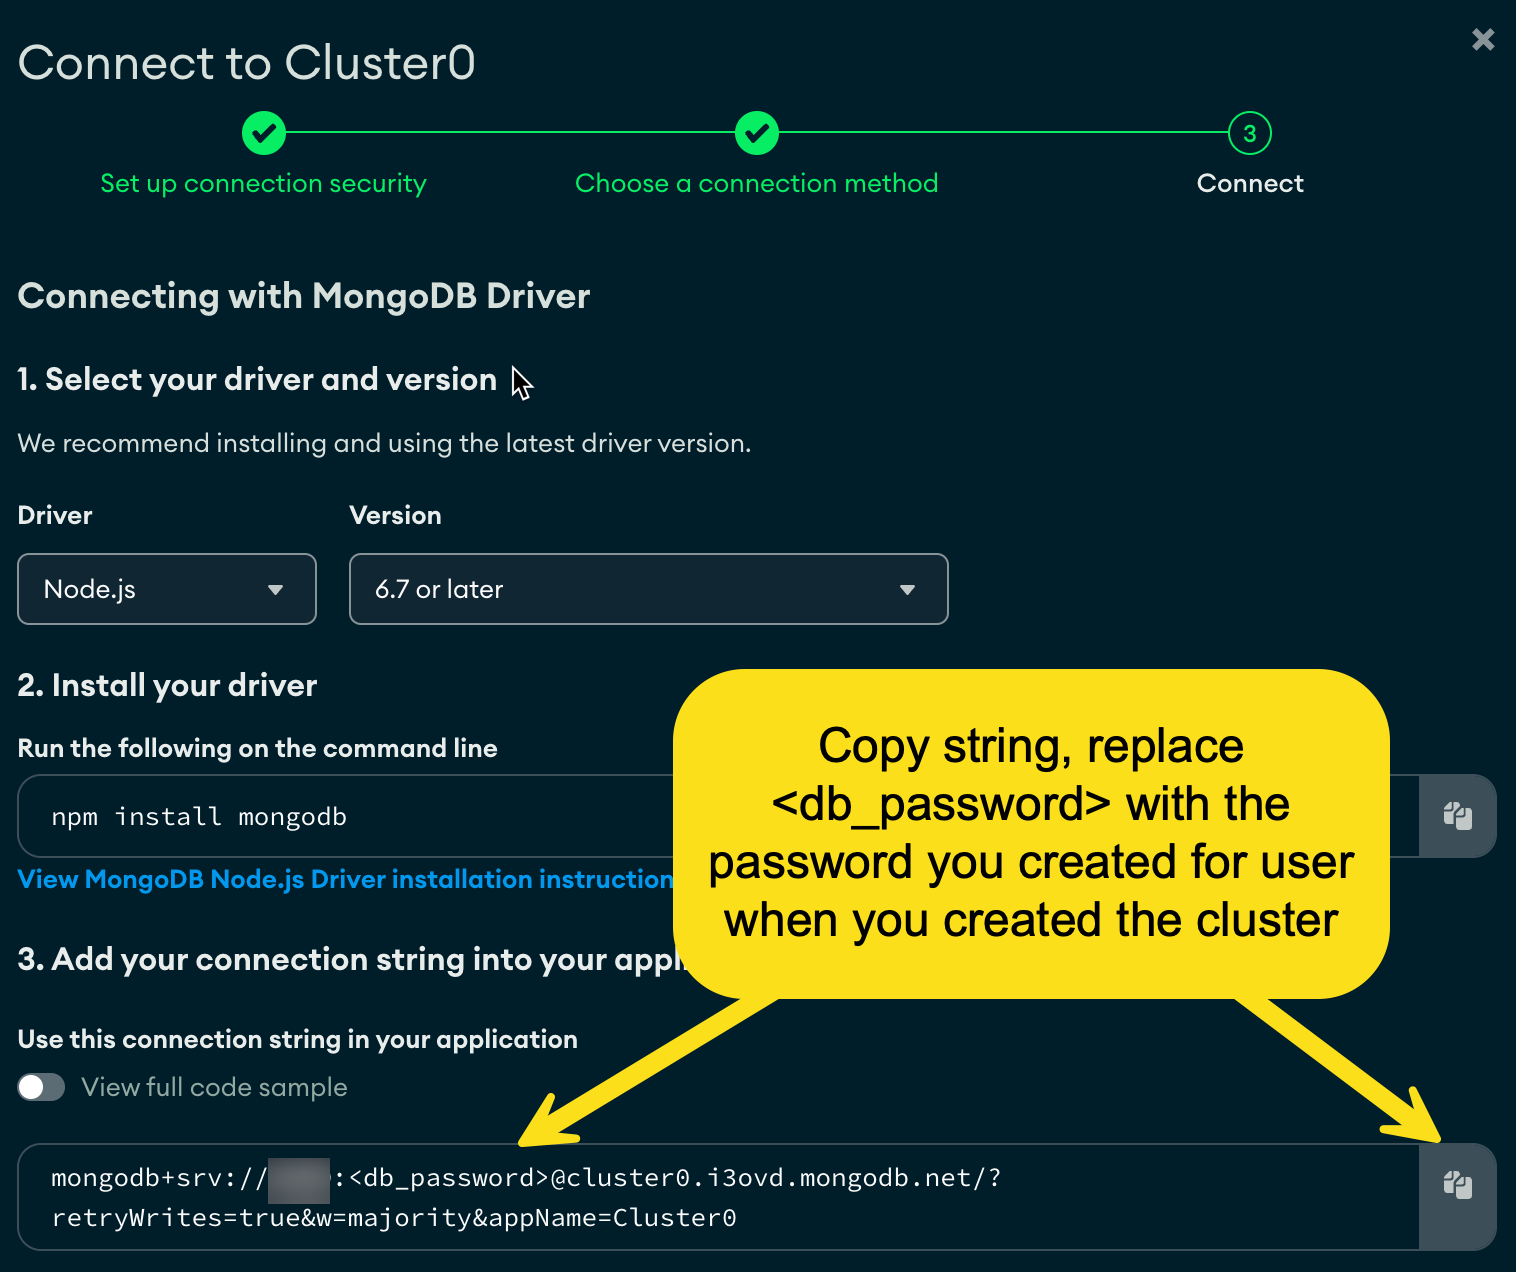 Connect to Cluster0
3
Set up connection security
Choose a connection method
Connect
Connecting with MongoDB Driver
1. Select your driver and version
We recommend installing and using the latest driver version.
Driver
Version
Node.js
6.7 or later
2. Install your driver
Run the following on the command line
npm install mongodb
View MongoDB Node.js Driver installation instruction
Copy string, replace
<db_password> with the
password you created for user
when you created the cluster
3. Add your connection string into your appl
Use this connection string in your application
View full code sample
mongodb+srv:// :<db_password>@cluster0.i3ovd.mongodb.net/?
retryWrites=true&w=majority&appName=Cluster0